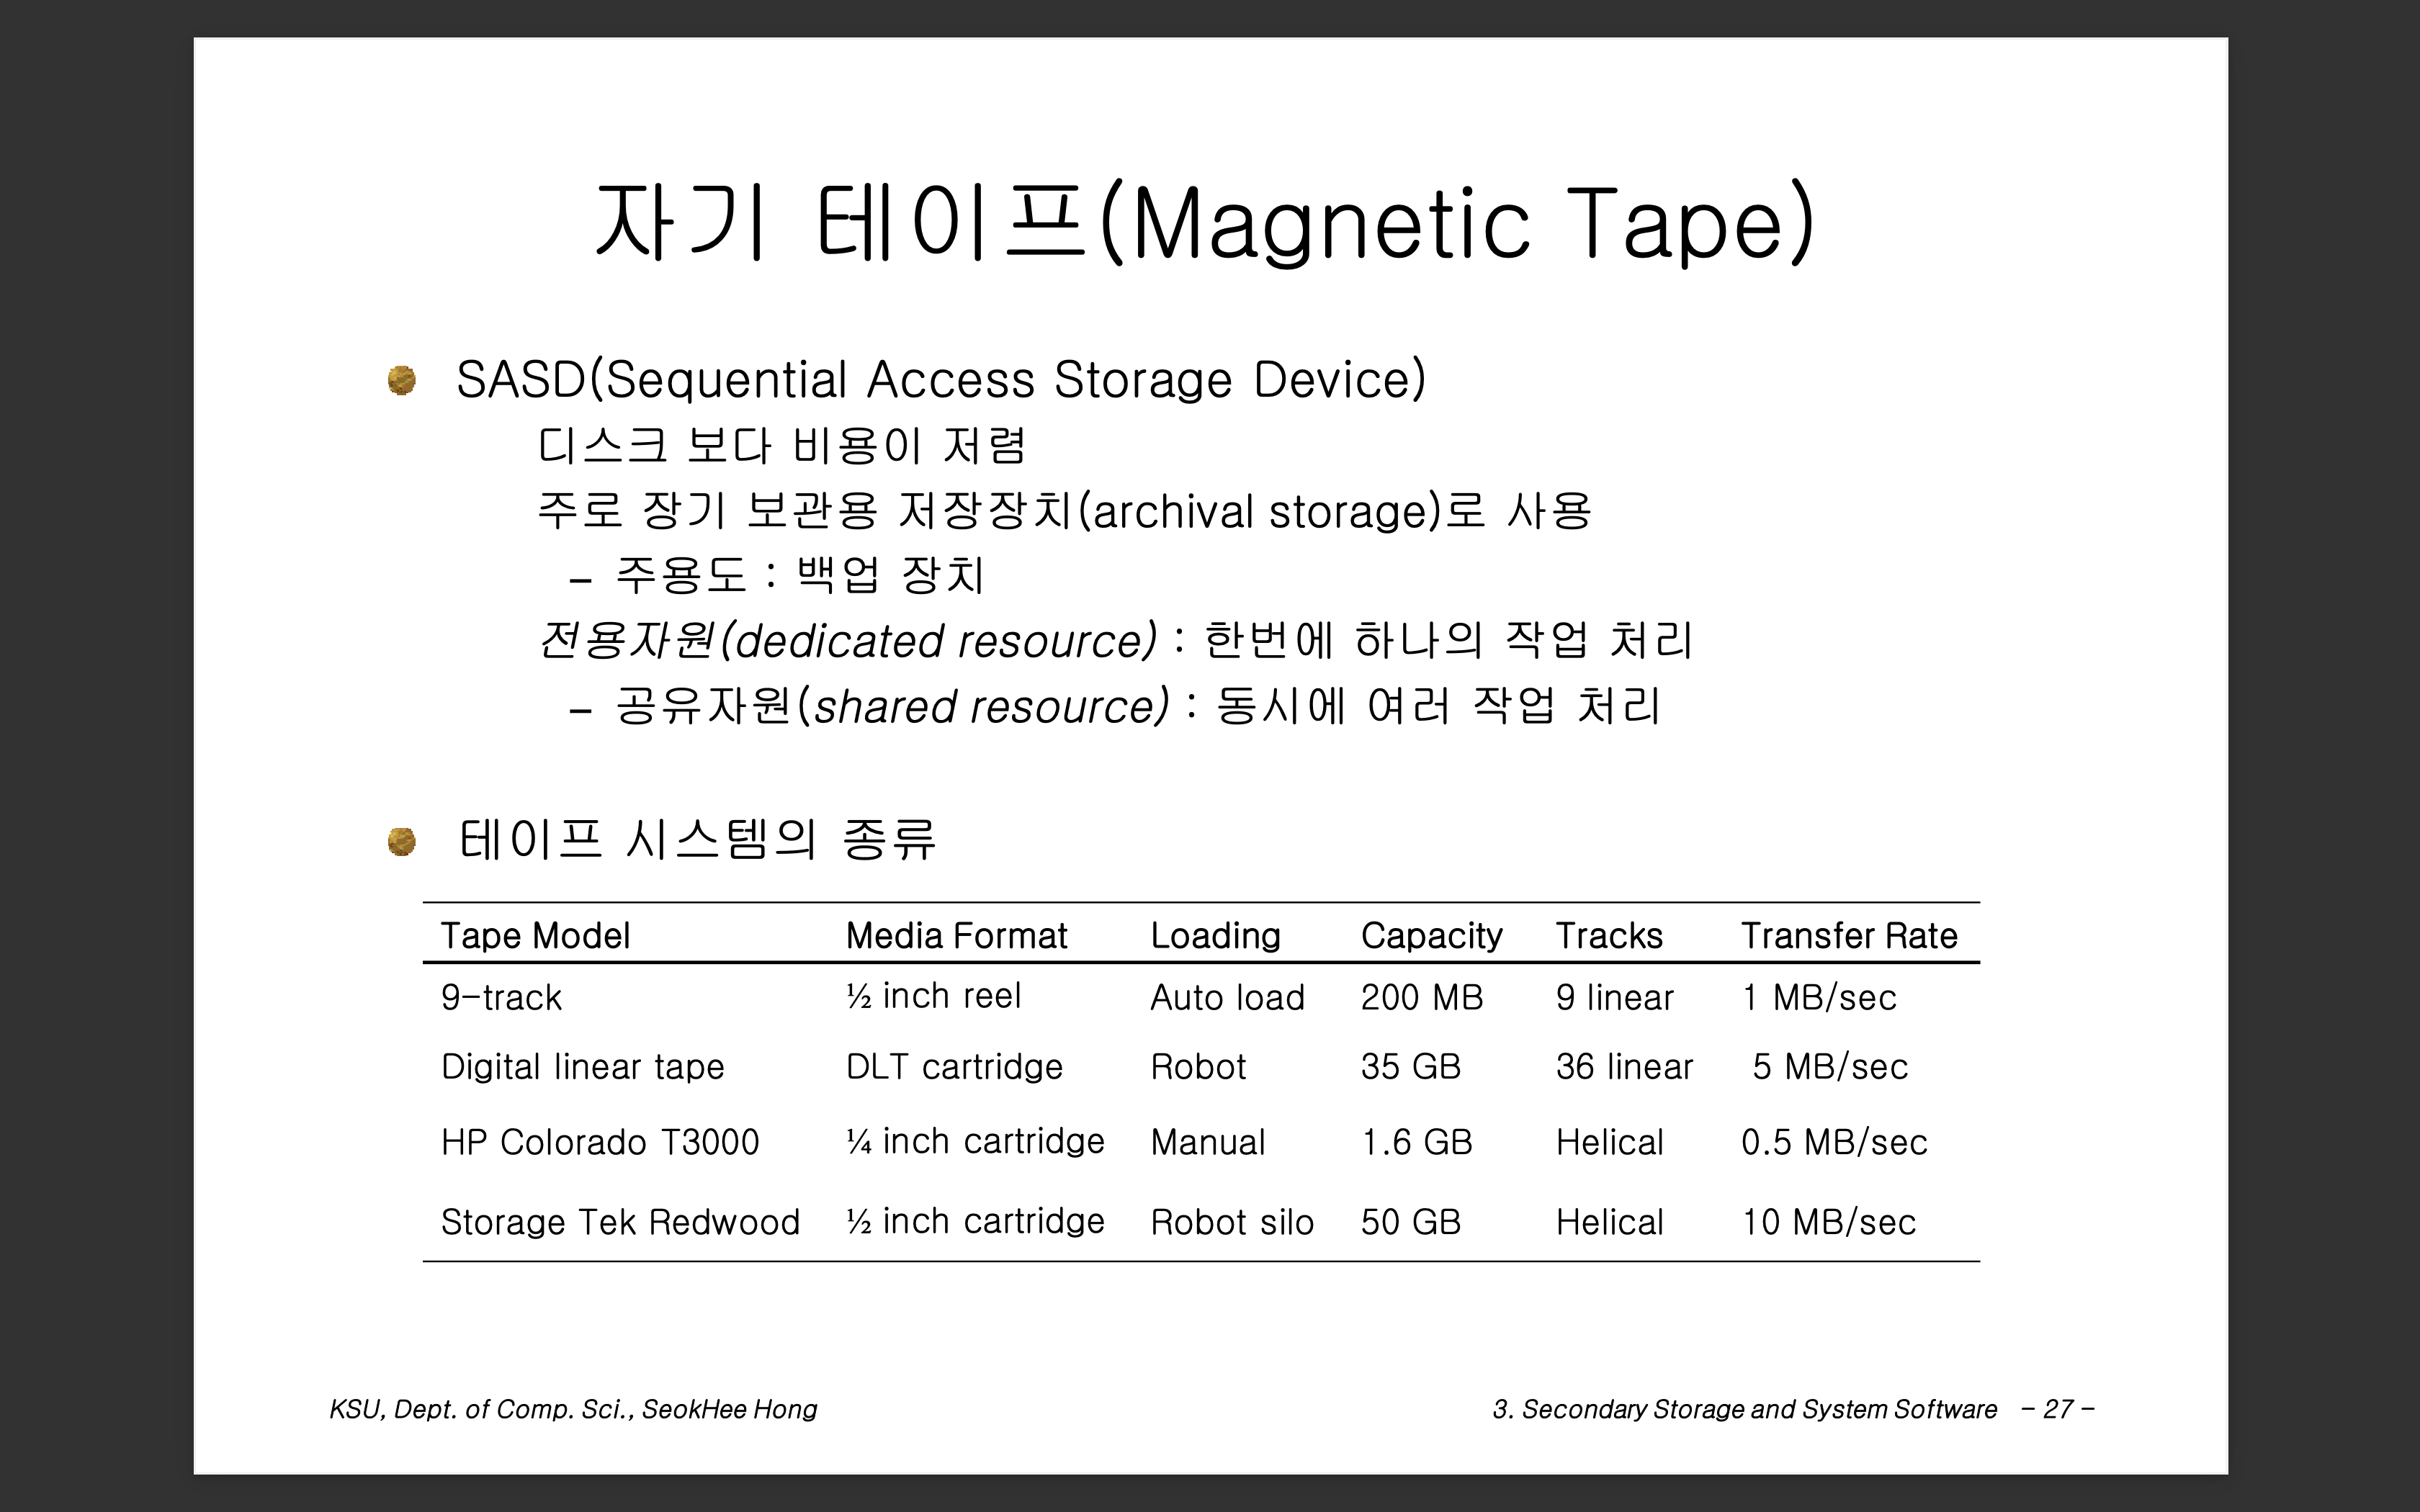 자기 테이프(Magnetic Tape)
SASD(Sequential Access Storage Device)
디스크 보다 비용이 저렴
주로 장기 보관용 저장장치(archival storage)로 사용
– 주용도 : 백업 장치
전용자원(dedicated resource) : 한번에 하나의 작업 처리
– 공유자원(shared resource) : 동시에 여러 작업 처리
테이프 시스템의 종류
Tape Model Media Format Loading Capacity Tracks Transfer Rate
9-track ½ inch reel Auto load 200 MB 9 linear 1 MB/sec
Digital linear tape DLT cartridge Robot 35 GB 36 linear 5 MB/sec
HP Colorado T3000 ¼ inch cartridge Manual 1.6 GB Helical 0.5 MB/sec
Storage Tek Redwood ½ inch cartridge Robot silo 50 GB Helical 10 MB/sec
KSU, Dept. of Comp. Sci., SeokHee Hong 3. Secondary Storage and System Software – 27 –